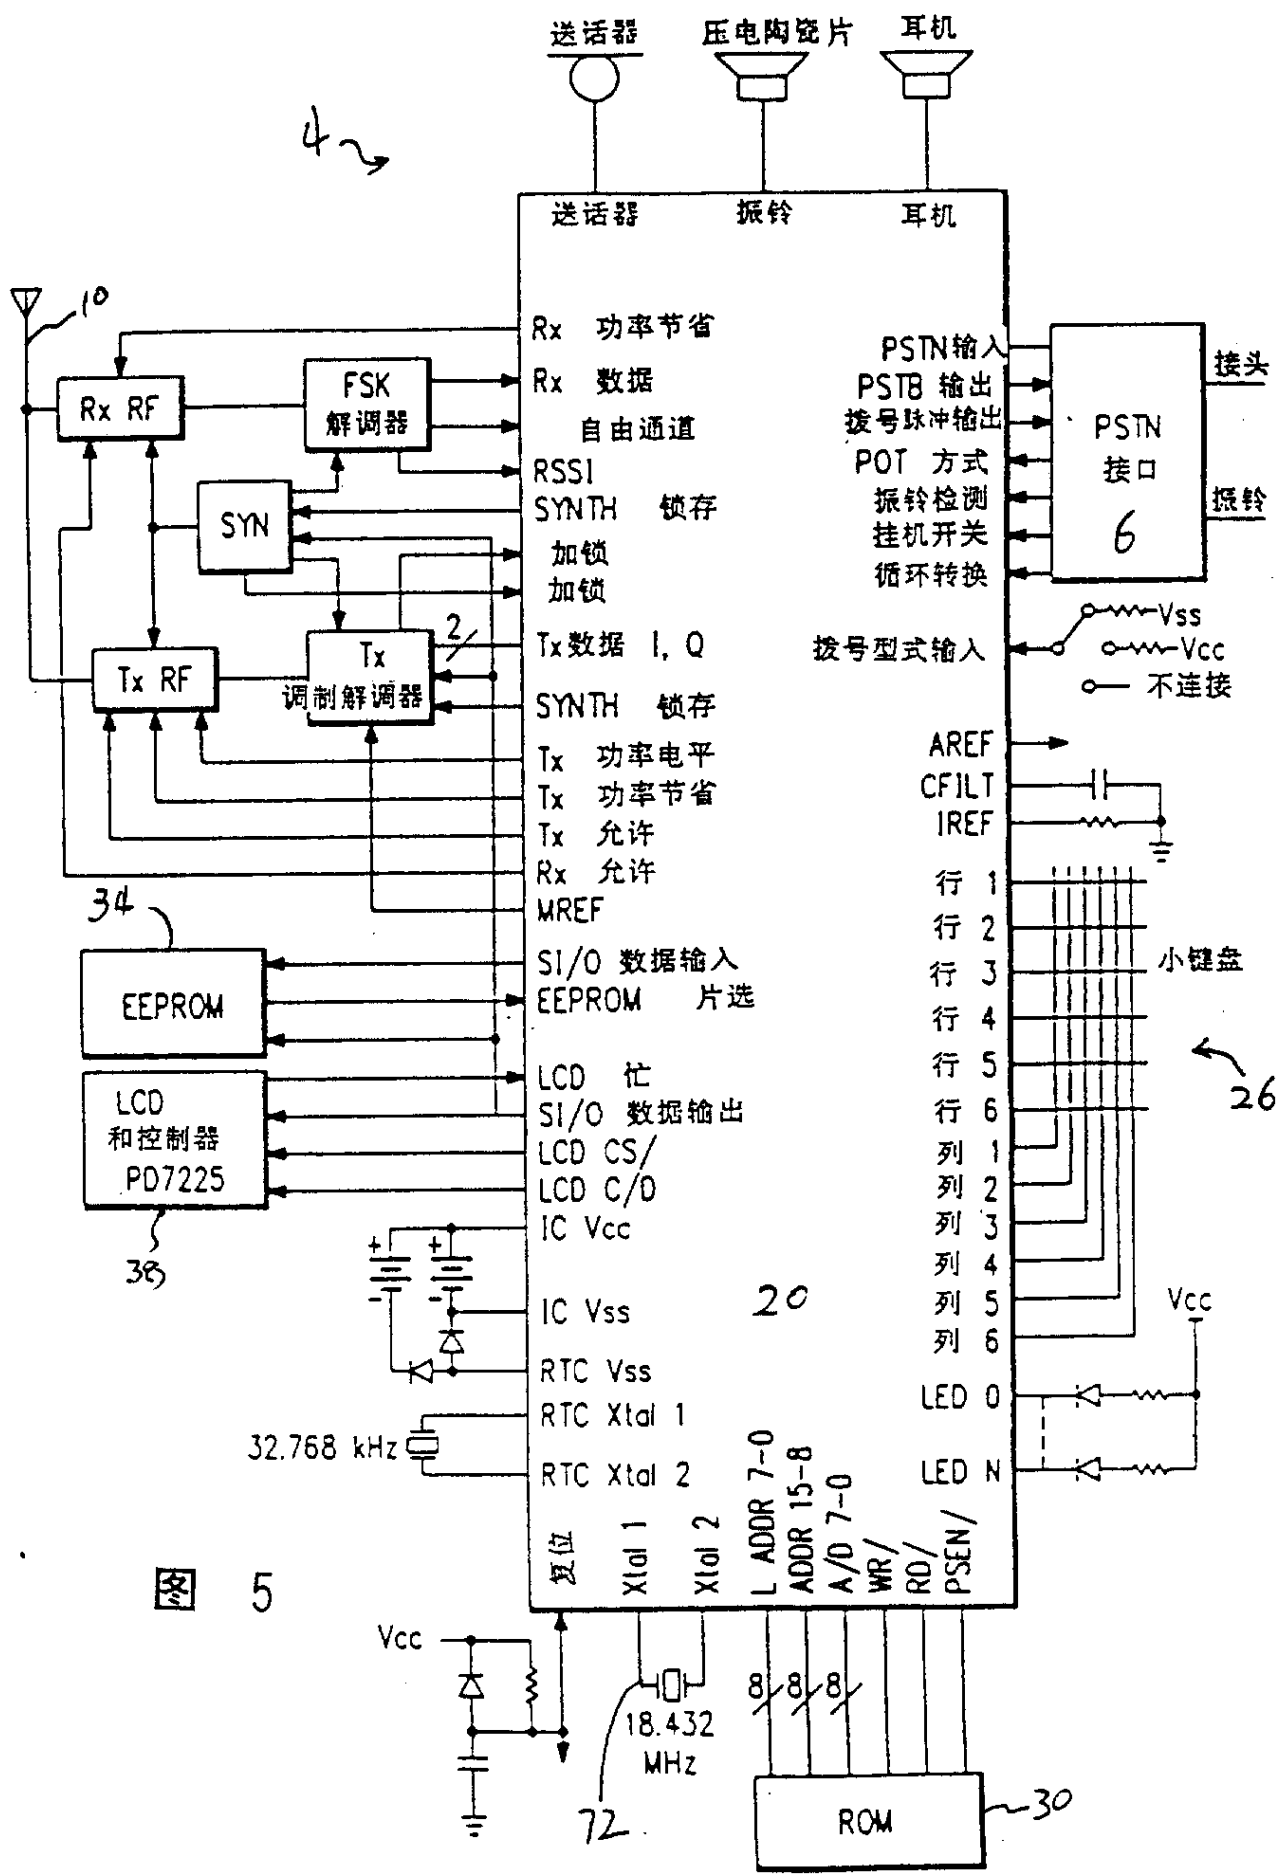 送话器
压电陶瓷片
耳机
4
送话器
振铃
耳机
10
Rx RF
FSK
解调器
SYN
Tx RF
Tx
调制解调器
2
Rx 功率节省
Rx 数据
自由通道
RSSI
SYNTH 锁存
加锁
加锁
Tx数据 I, Q
SYNTH 锁存
Tx 功率电平
Tx 功率节省
Tx 允许
Rx 允许
MREF
SI/O 数据输入
EEPROM 片选
LCD 忙
SI/O 数据输出
LCD CS/
LCD C/D
IC Vcc
IC Vss
RTC Vss
RTC Xtal 1
RTC Xtal 2
34
EEPROM
LCD
和控制器
PD7225
38
+
+
-
-
32.768 kHz
20
PSTN输入
PSTB 输出
拨号脉冲输出
POT 方式
振铃检测
挂机开关
循环转换
拨号型式输入
AREF
CFILT
IREF
行 1
行 2
行 3
行 4
行 5
行 6
列 1
列 2
列 3
列 4
列 5
列 6
LED 0
LED N
PSTN
接口
6
接头
振铃
Vss
Vcc
不连接
小键盘
26
Vcc
复位
Xtal 1
Xtal 2
L ADDR 7-0
ADDR 15-8
A/D 7-0
WR/
RD/
PSEN/
图 5
Vcc
72
18.432
MHz
8
8
8
ROM
30